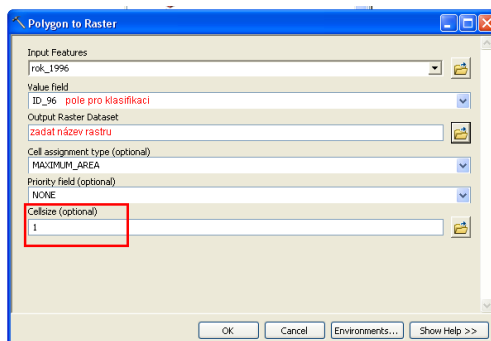 Polygon to Raster
Input Features
rok_1996
Value field
ID_96 pole pro klasifikaci
Output Raster Dataset
zadat název rastru
Cell assignment type (optional)
MAXIMUM_AREA
Priority field (optional)
NONE
Cellsize (optional)
1
OK Cancel Environments... Show Help >>